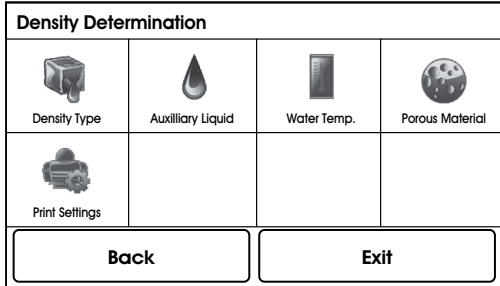 Density Determination
Density Type Auxilliary Liquid Water Temp. Porous Material
Print Settings
Back Exit